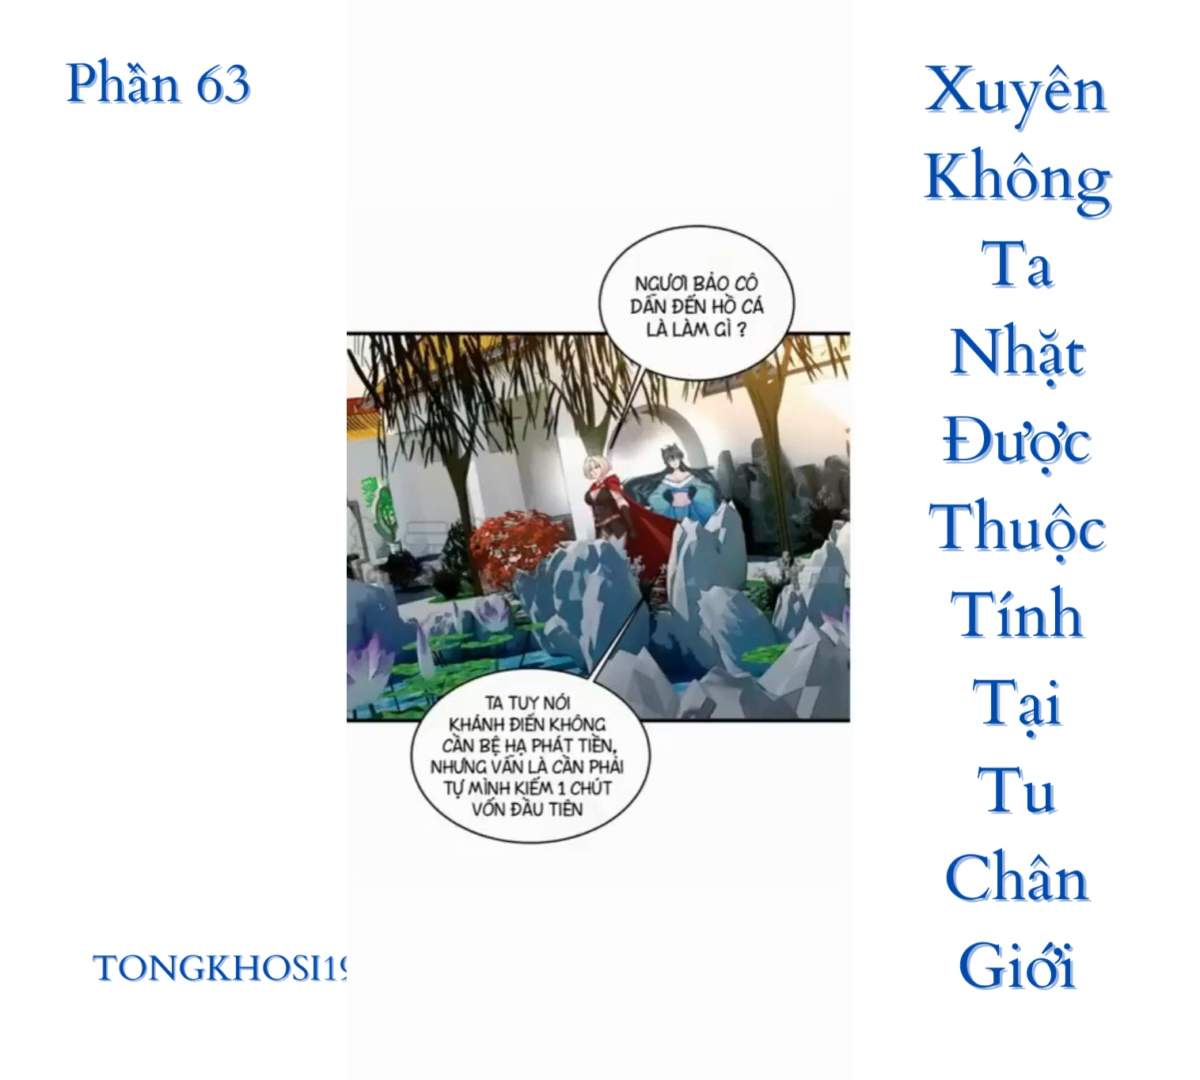 Phần 63
Xuyên
Không
Ta
Nhặt
Được
Thuộc
Tính
Tại
Tu
Chân
Giới
NGƯƠI BẢO CÔ
DẪN ĐẾN HỒ CÁ
LÀ LÀM GÌ ?
TA TUY NÓI
KHÁNH ĐIỂN KHÔNG
CẦN BỆ HẠ PHÁT TIỀN,
NHƯNG VẪN LÀ CẦN PHẢI
TỰ MÌNH KIẾM 1 CHÚT
VỐN ĐẦU TIÊN
TONGKHOSI19